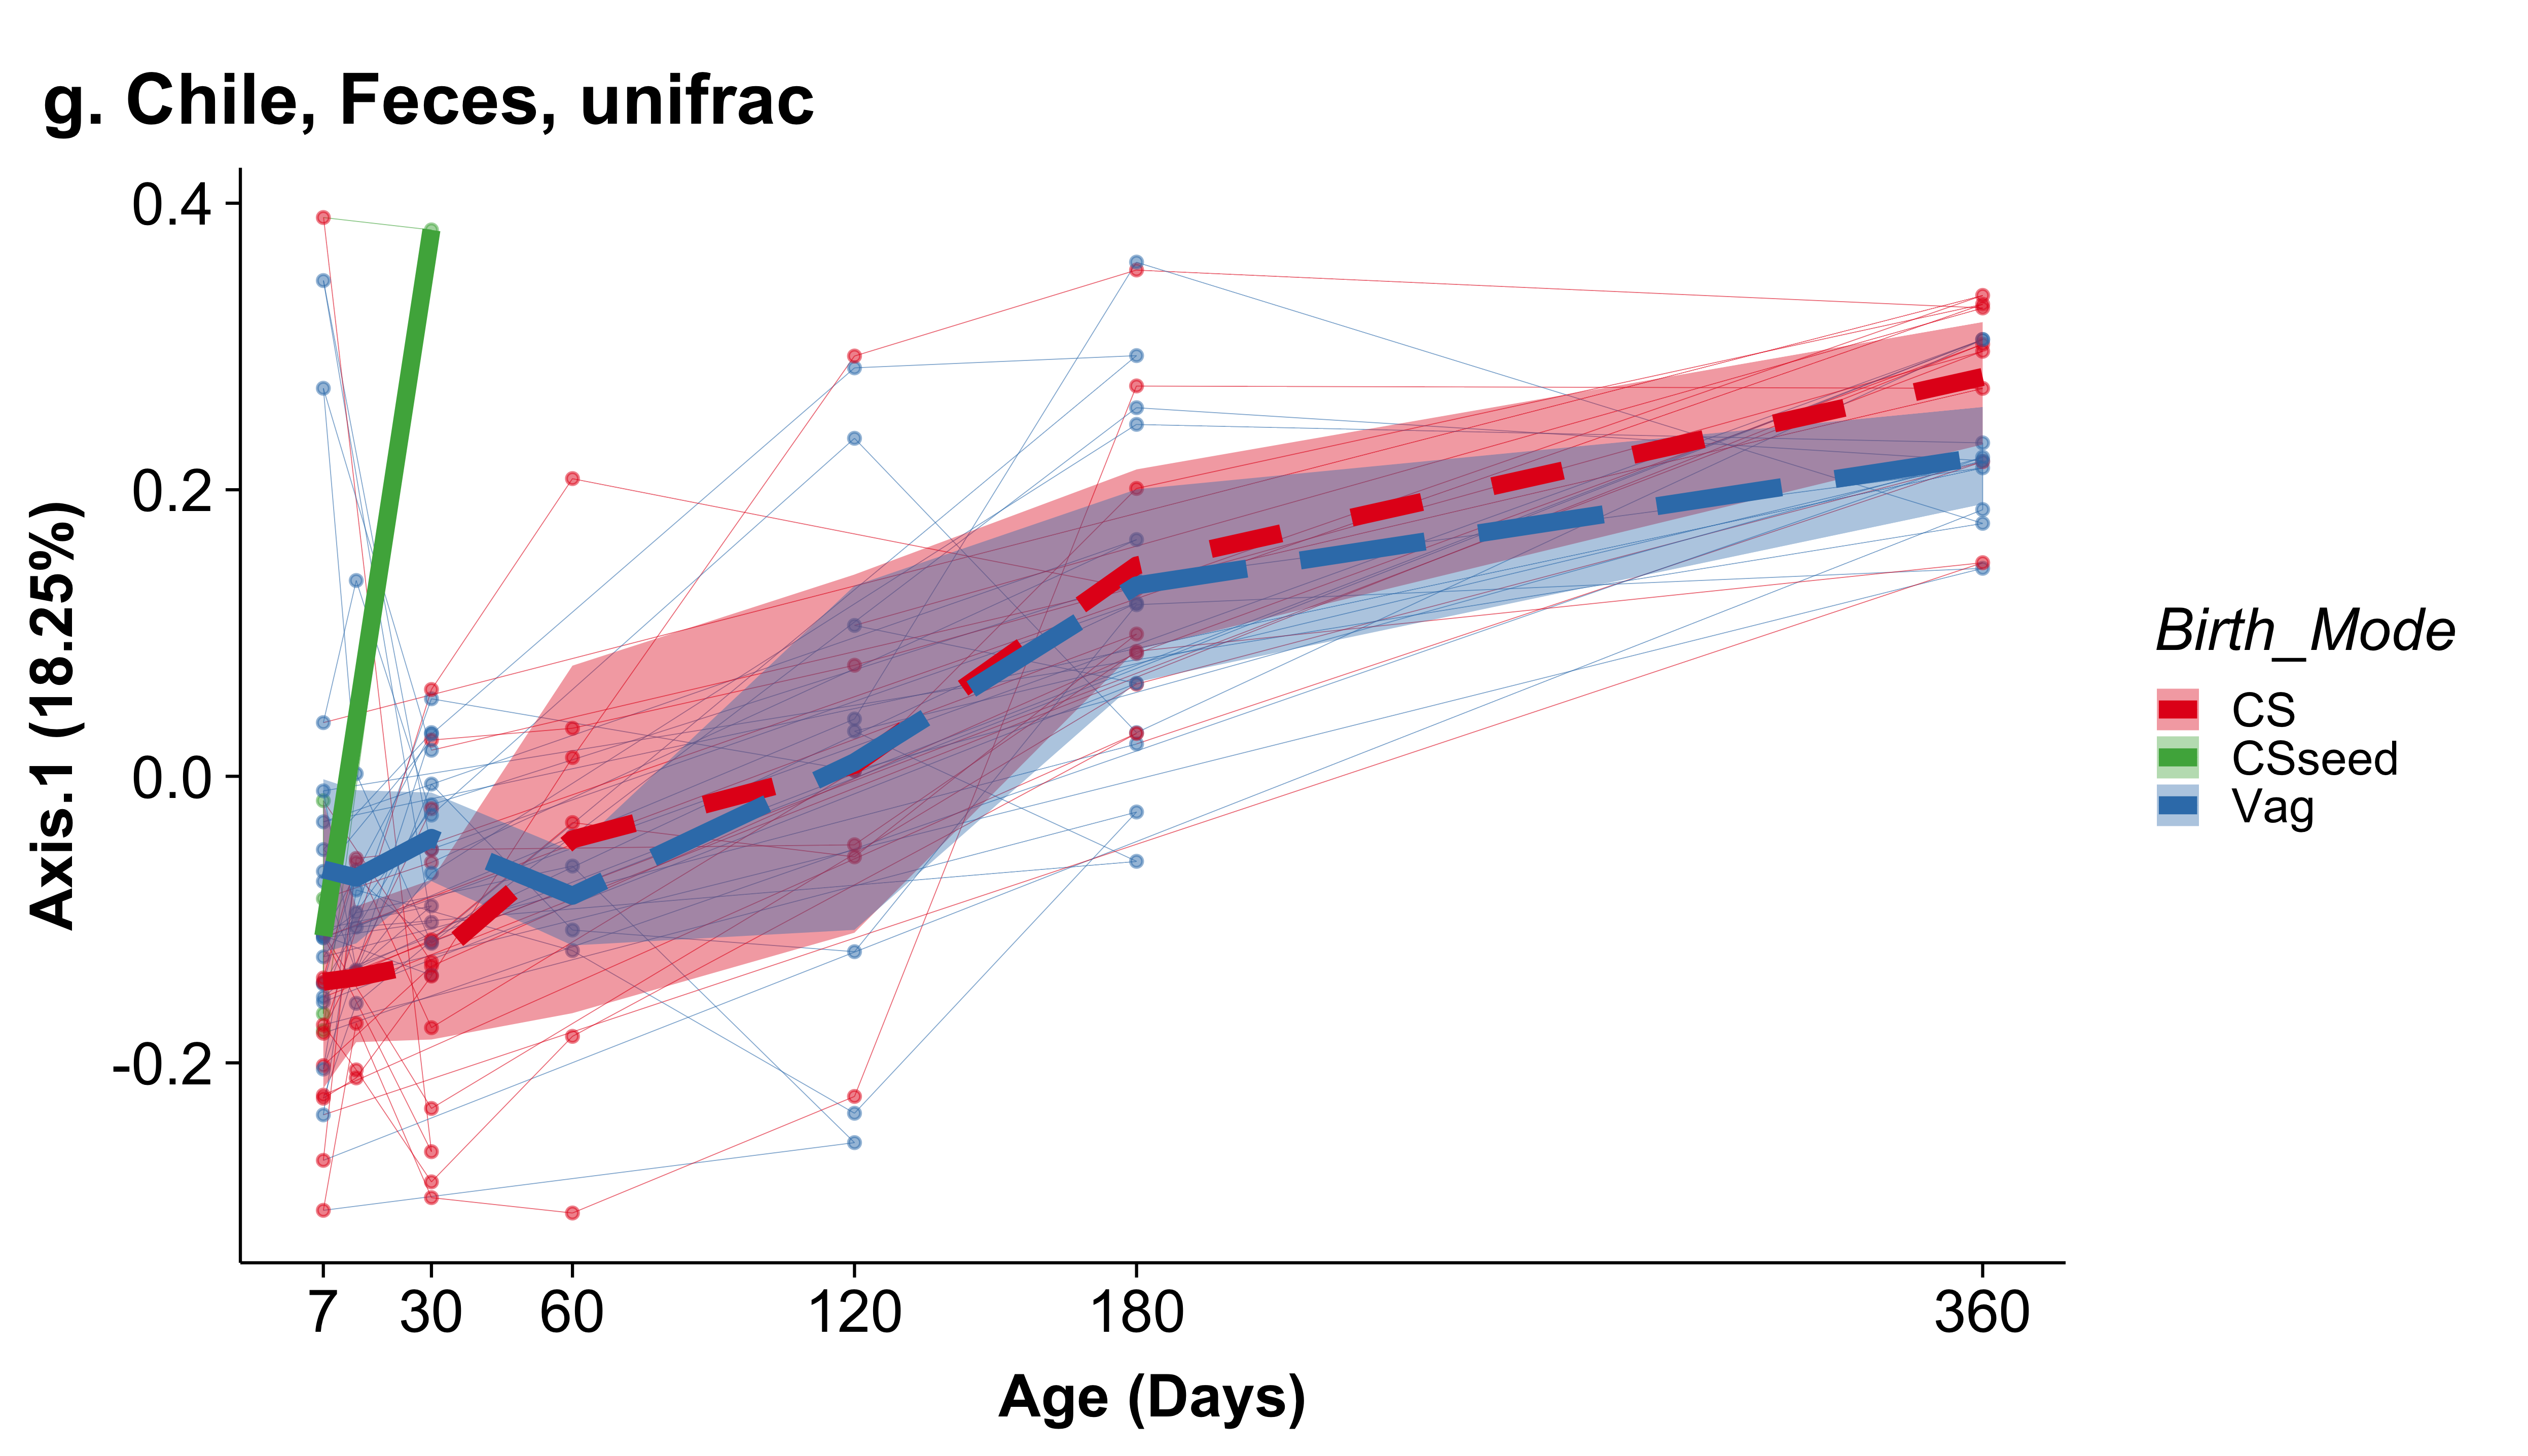 g. Chile, Feces, unifrac
0.4
0.2
0.0
-0.2
Axis.1 (18.25%)
7 30 60 120 180 360
Age (Days)
Birth_Mode
CS
CSseed
Vag